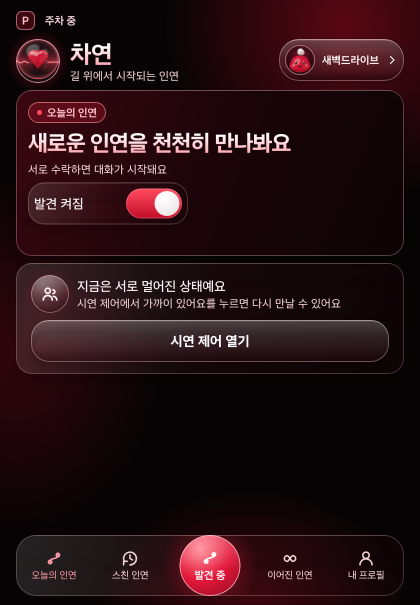 P 주차 중
차연
길 위에서 시작되는 인연
새벽드라이브
오늘의 인연
새로운 인연을 천천히 만나봐요
서로 수락하면 대화가 시작돼요
발견 켜짐
지금은 서로 멀어진 상태예요
시연 제어에서 가까이 있어요를 누르면 다시 만날 수 있어요
시연 제어 열기
오늘의 인연
스친 인연
발견 중
이어진 인연
내 프로필